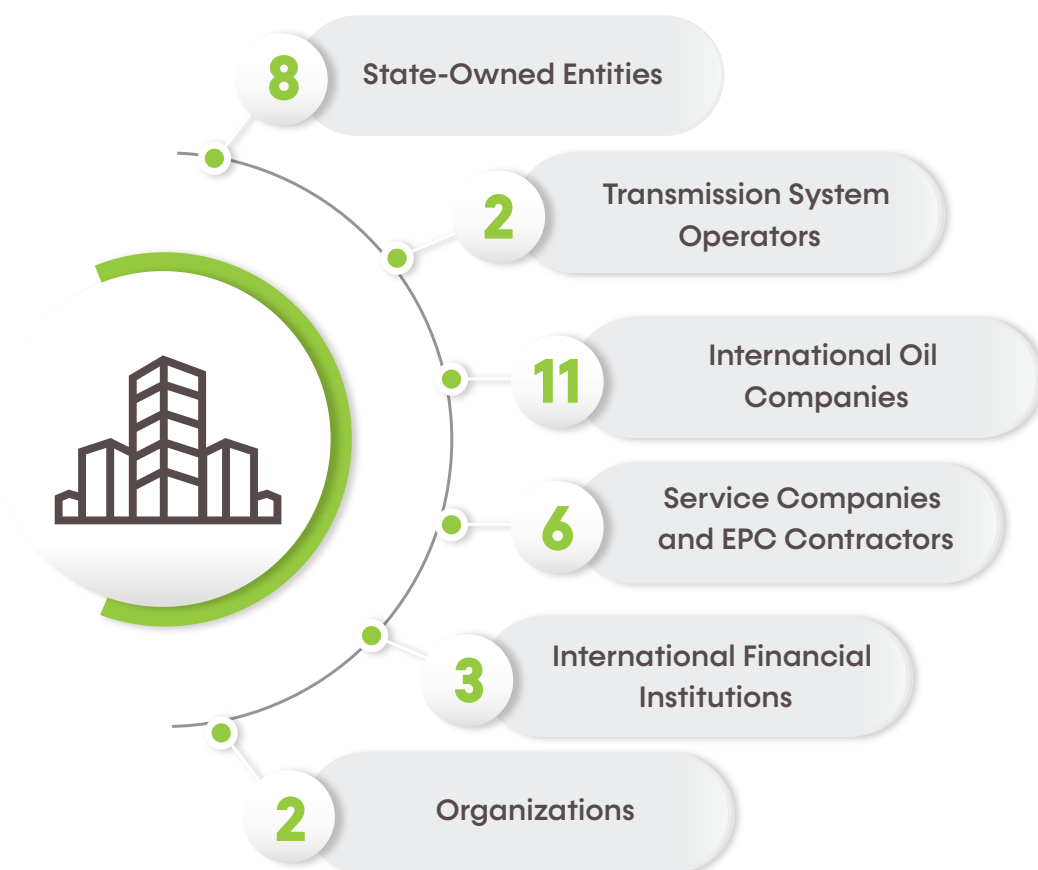 8
State-Owned Entities
2
Transmission System
Operators
11
International Oil
Companies
6
Service Companies
and EPC Contractors
3
International Financial
Institutions
2
Organizations